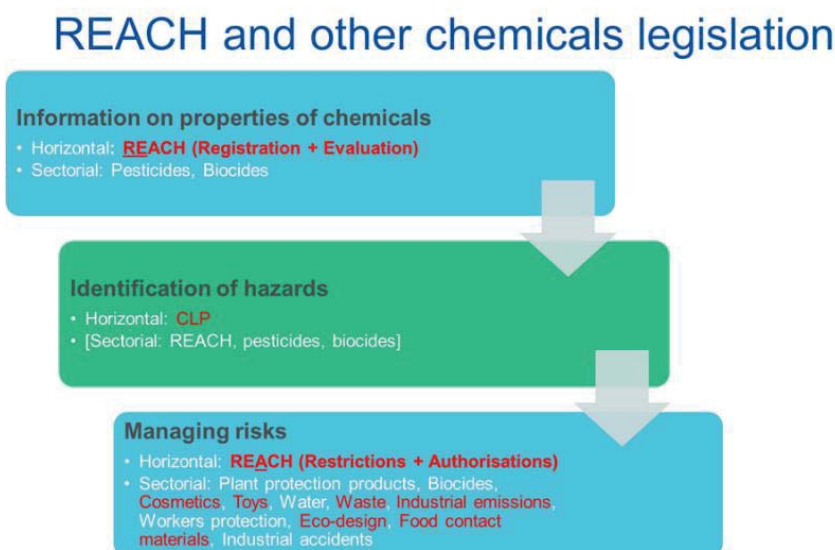 REACH and other chemicals legislation
Information on properties of chemicals
• Horizontal: REACH (Registration + Evaluation)
• Sectorial: Pesticides, Biocides
Identification of hazards
• Horizontal: CLP
• [Sectorial: REACH, pesticides, biocides]
Managing risks
• Horizontal: REACH (Restrictions + Authorisations)
• Sectorial: Plant protection products, Biocides,
Cosmetics, Toys, Water, Waste, Industrial emissions,
Workers protection, Eco-design, Food contact
materials, Industrial accidents